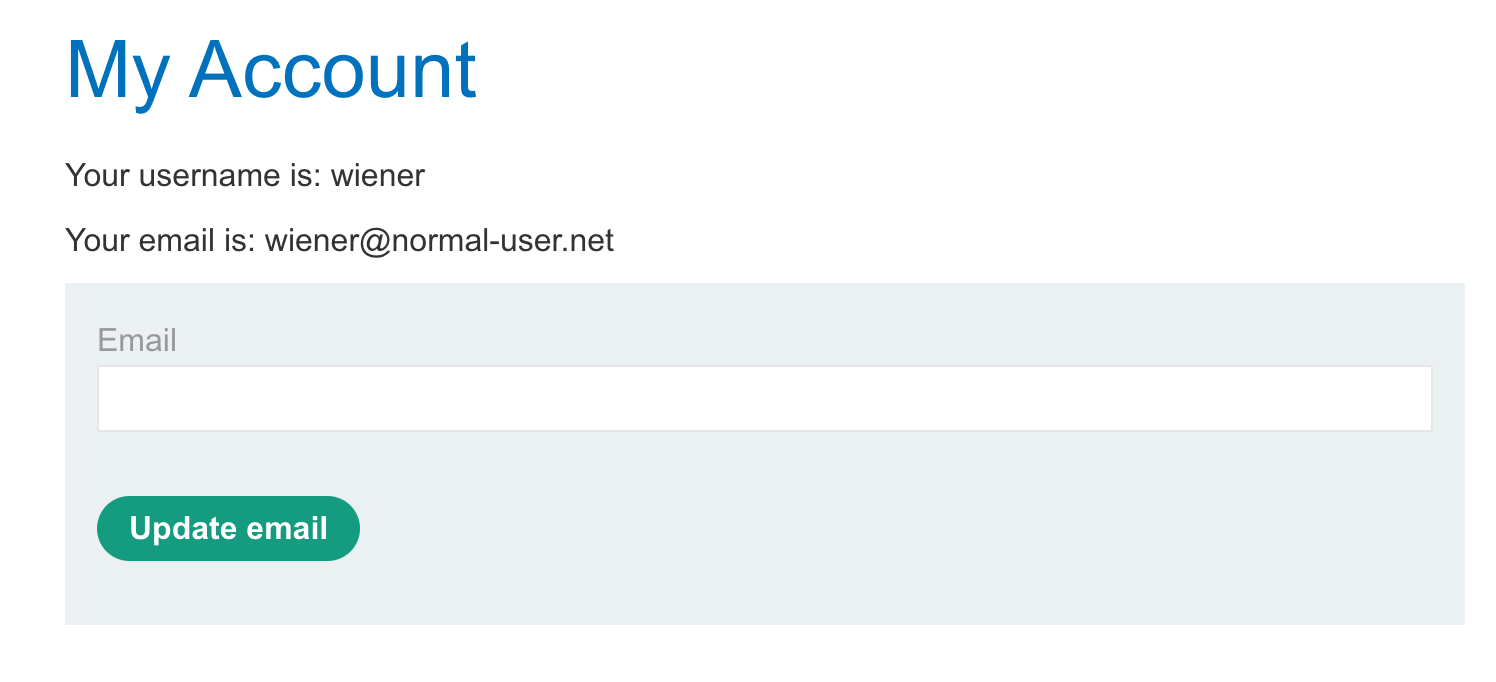 My Account
Your username is: wiener
Your email is: wiener@normal-user.net
Email
Update email